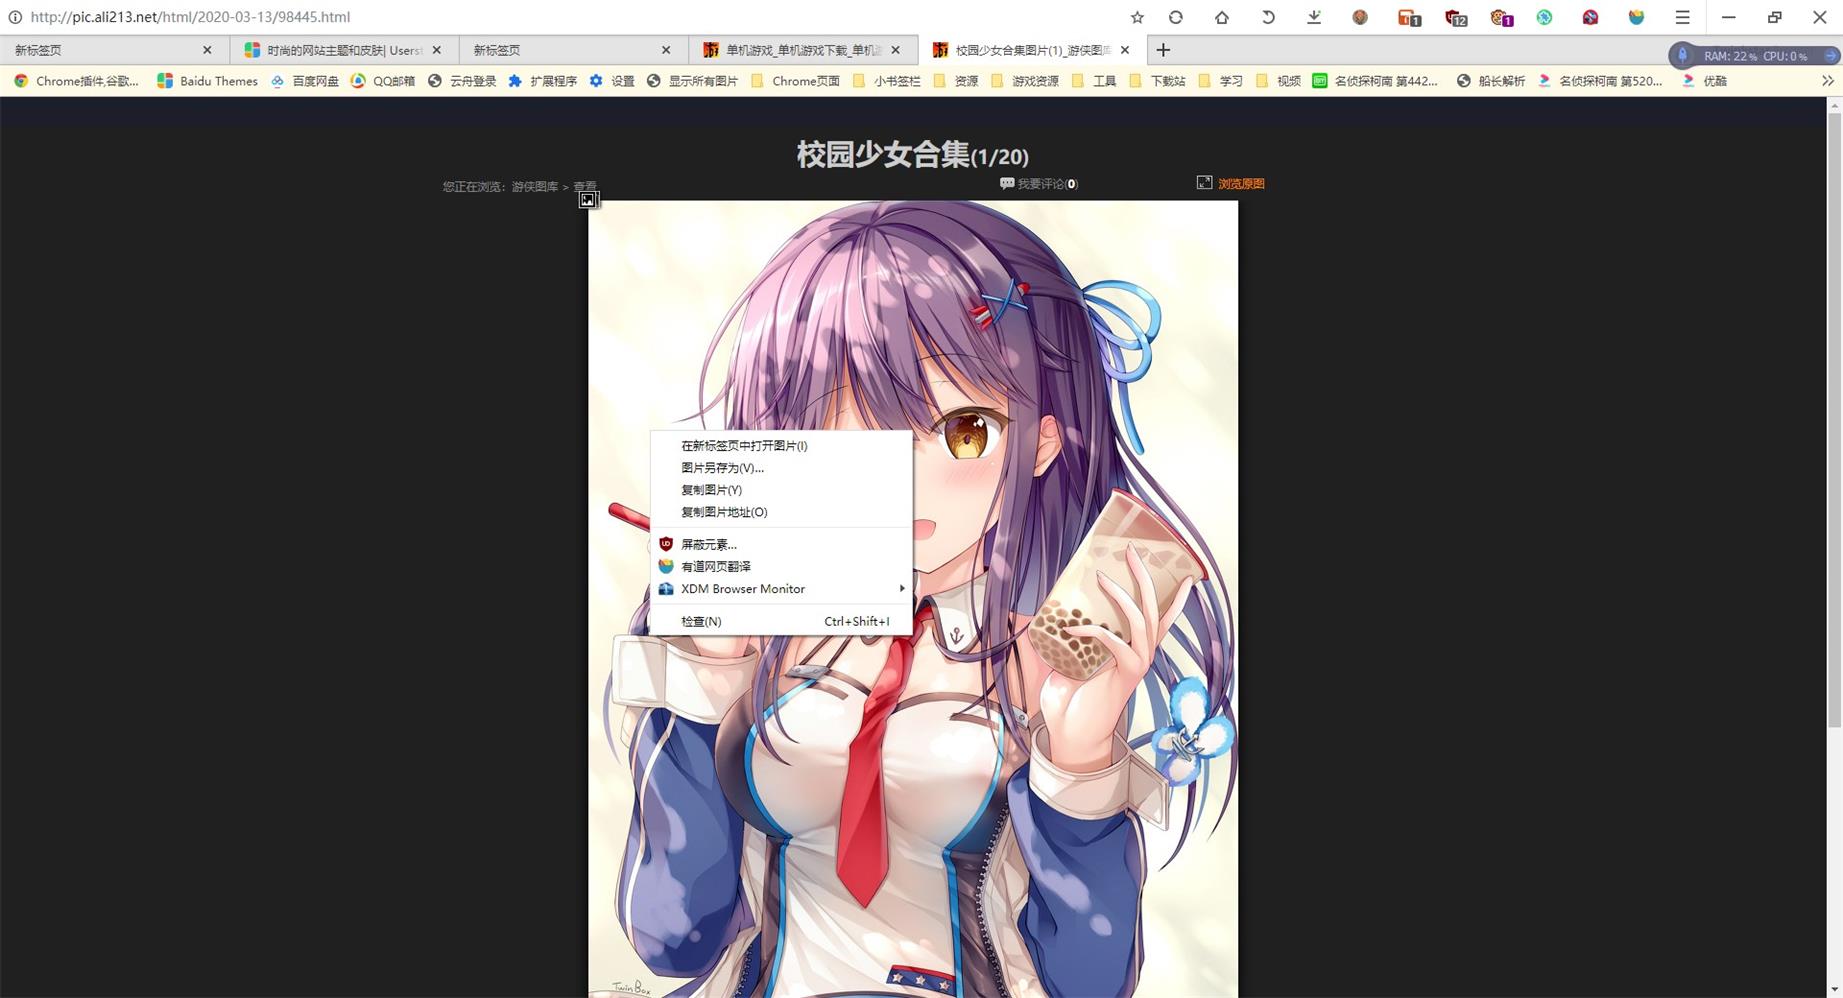 http://pic.ali213.net/html/2020-03-13/98445.html
1
12
1
新标签页
时尚的网站主题和皮肤| Userst
新标签页
单机游戏_单机游戏下载_单机游
校园少女合集图片(1)_游侠图库
RAM: 22% CPU: 0%
Chrome插件,谷歌...
Baidu Themes
百度网盘
QQ邮箱
云舟登录
扩展程序
设置
显示所有图片
Chrome页面
小书签栏
资源
游戏资源
工具
下载站
学习
视频
名侦探柯南 第442...
船长解析
名侦探柯南 第520...
优酷
校园少女合集(1/20)
您正在浏览: 游侠图库 > 查看
我要评论(0)
浏览原图
在新标签页中打开图片(I)
图片另存为(V)...
复制图片(Y)
复制图片地址(O)
屏蔽元素...
有道网页翻译
XDM Browser Monitor
检查(N) Ctrl+Shift+I
TwinBox